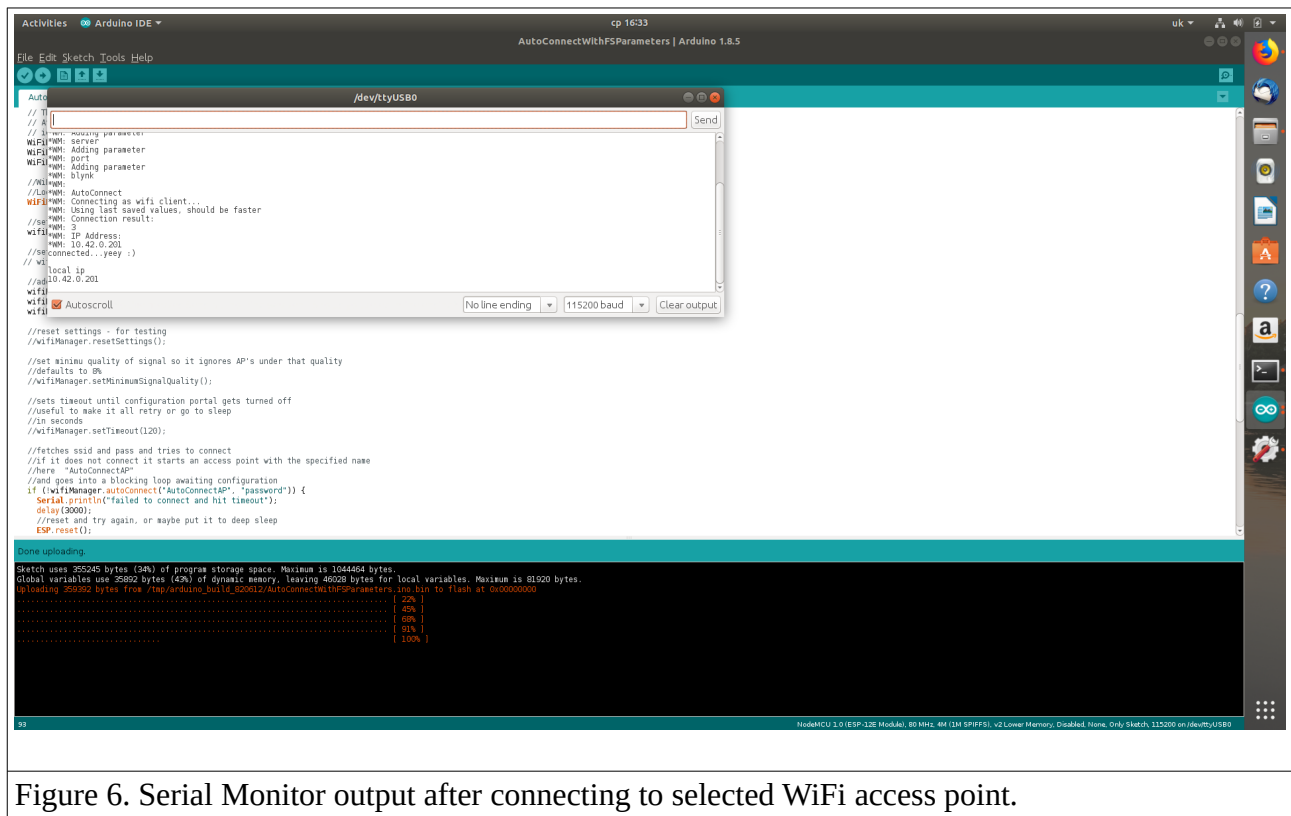 Activities Arduino IDE ср 16:33 uk
AutoConnectWithFSParameters | Arduino 1.8.5
File Edit Sketch Tools Help
Auto
/dev/ttyUSB0
Send
*WM: Adding parameter
*WM: server
*WM: Adding parameter
*WM: port
*WM: Adding parameter
*WM: blynk
*WM:
*WM: AutoConnect
*WM: Connecting as wifi client...
*WM: Using last saved values, should be faster
*WM: Connection result:
*WM: 3
*WM: IP Address:
*WM: 10.42.0.201
connected...yeey :)
local ip
10.42.0.201
Autoscroll No line ending 115200 baud Clear output
//reset settings - for testing
//wifiManager.resetSettings();
//set minimu quality of signal so it ignores AP's under that quality
//defaults to 8%
//wifiManager.setMinimumSignalQuality();
//sets timeout until configuration portal gets turned off
//useful to make it all retry or go to sleep
//in seconds
//wifiManager.setTimeout(120);
//fetches ssid and pass and tries to connect
//if it does not connect it starts an access point with the specified name
//here "AutoConnectAP"
//and goes into a blocking loop awaiting configuration
if (!wifiManager.autoConnect("AutoConnectAP", "password")) {
Serial.println("failed to connect and hit timeout");
delay(3000);
//reset and try again, or maybe put it to deep sleep
ESP.reset();
Done uploading.
Sketch uses 355245 bytes (34%) of program storage space. Maximum is 1044464 bytes.
Global variables use 35892 bytes (43%) of dynamic memory, leaving 46028 bytes for local variables. Maximum is 81920 bytes.
Uploading 359392 bytes from /tmp/arduino_build_820612/AutoConnectWithFSParameters.ino.bin to flash at 0x00000000
................................................................................ [ 22% ]
................................................................................ [ 45% ]
................................................................................ [ 68% ]
................................................................................ [ 91% ]
............................... [ 100% ]
93 NodeMCU 1.0 (ESP-12E Module), 80 MHz, 4M (1M SPIFFS), v2 Lower Memory, Disabled, None, Only Sketch, 115200 on /dev/ttyUSB0
Figure 6. Serial Monitor output after connecting to selected WiFi access point.